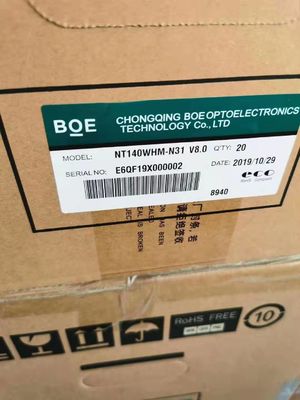 BOE
CHONGQING BOE OPTOELECTRONICS
TECHNOLOGY Co., LTD
MODEL: NT140WHM-N31 V8.0 Q'TY: 20
SERIAL NO: E6QF19X000002 DATE: 2019/10/29
eco
8940
RoHS FREE
10